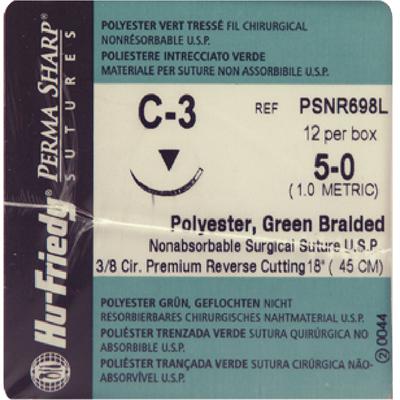 POLYESTER VERT TRESSÉ FIL CHIRURGICAL
NONRÉSORBABLE U.S.P.
POLIESTERE INTRECCIATO VERDE
MATERIALE PER SUTURE NON ASSORBIBILE U.S.P.
Hu-Friedy PERMA SHARP®
SUTURES
C-3
REF PSNR698L
12 per box
5-0
(1.0 METRIC)
Polyester, Green Braided
Nonabsorbable Surgical Suture U.S.P.
3/8 Cir. Premium Reverse Cutting 18" ( 45 CM)
POLYESTER GRÜN, GEFLOCHTEN NICHT
RESORBIERBARES CHIRURGISCHES NAHTMATERIAL U.S.P.
POLIÉSTER TRENZADA VERDE SUTURA QUIRÚRGICA NO
ABSORBIBLE U.S.P.
POLIÉSTER TRANÇADA VERDE SUTURA CIRÚRGICA NÃO-
ABSORVÍVEL U.S.P.
② 0044